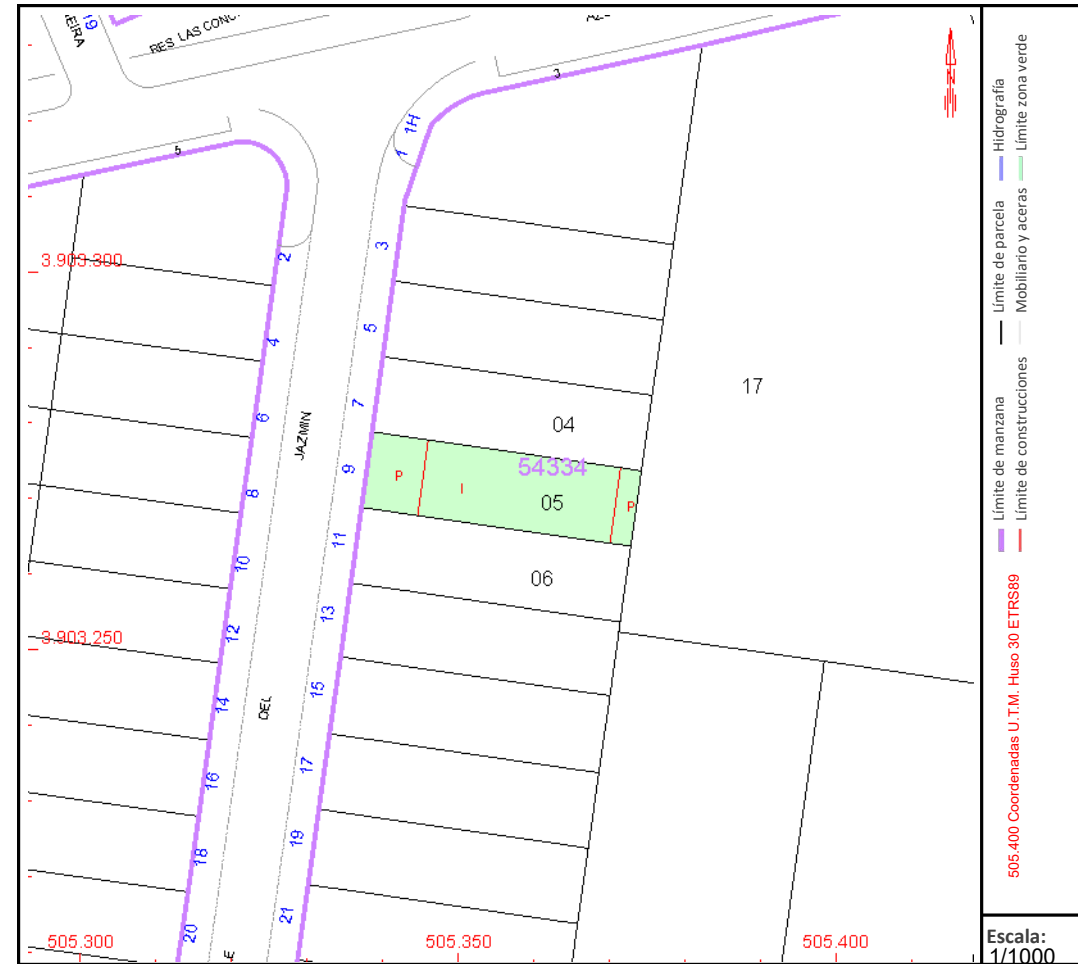 EIRA
19
RES LAS CONC.
3
5
1H
1
3
2
3.903.300
4
5
6
7
JAZMIN
04
17
54334
P
I
05
P
8
9
10
11
06
12
13
3.903.250
14
15
DEL
16
17
18
19
20
21
505.300
505.350
505.400
N
Límite de manzana
Límite de parcela
Hidrografía
Límite de construcciones
Mobiliario y aceras
Límite zona verde
505.400 Coordenadas U.T.M. Huso 30 ETRS89
Escala:
1/1000